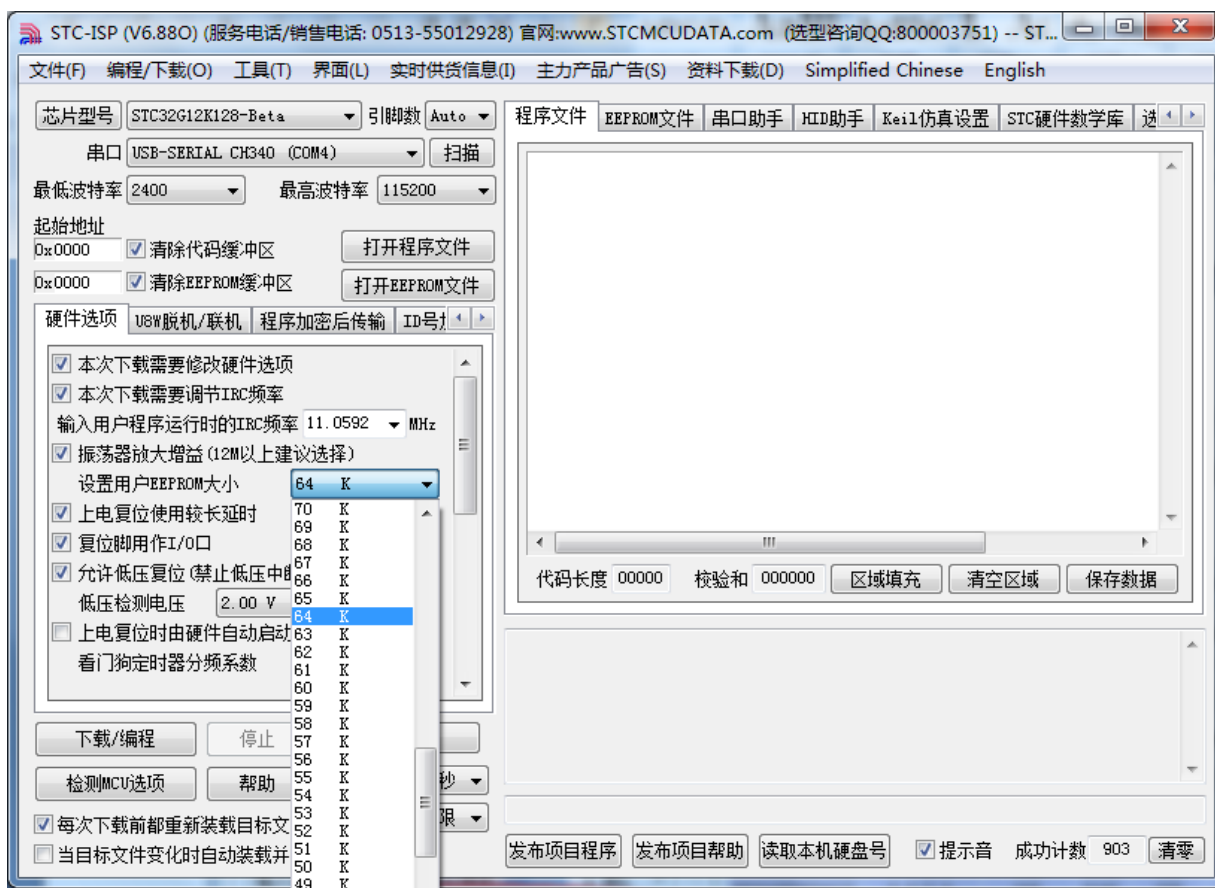 STC-ISP (V6.88O) (服务电话/销售电话: 0513-55012928) 官网:www.STCMCUDATA.com (选型咨询QQ:800003751) -- ST...
文件(F) 编程/下载(O) 工具(T) 界面(L) 实时供货信息(I) 主力产品广告(S) 资料下载(D) Simplified Chinese English
芯片型号 STC32G12K128-Beta 引脚数 Auto
串口 USB-SERIAL CH340 (COM4) 扫描
最低波特率 2400 最高波特率 115200
起始地址
0x0000 清除代码缓冲区 打开程序文件
0x0000 清除EEPROM缓冲区 打开EEPROM文件
硬件选项 U8W脱机/联机 程序加密后传输 ID号
本次下载需要修改硬件选项
本次下载需要调节IRC频率
输入用户程序运行时的IRC频率 11.0592 MHz
振荡器放大增益(12M以上建议选择)
设置用户EEPROM大小 64 K
上电复位使用较长延时
复位脚用作I/O口
允许低压复位(禁止低压中
低压检测电压 2.00 V
上电复位时由硬件自动启动
看门狗定时器分频系数
70 K
69 K
68 K
67 K
66 K
65 K
64 K
63 K
62 K
61 K
60 K
59 K
58 K
57 K
56 K
55 K
54 K
53 K
52 K
51 K
50 K
49 K
下载/编程 停止
检测MCU选项 帮助 秒
每次下载前都重新装载目标文 限
当目标文件变化时自动装载并
程序文件 EEPROM文件 串口助手 HID助手 Keil仿真设置 STC硬件数学库 选
代码长度 00000 校验和 000000 区域填充 清空区域 保存数据
发布项目程序 发布项目帮助 读取本机硬盘号 提示音 成功计数 903 清零